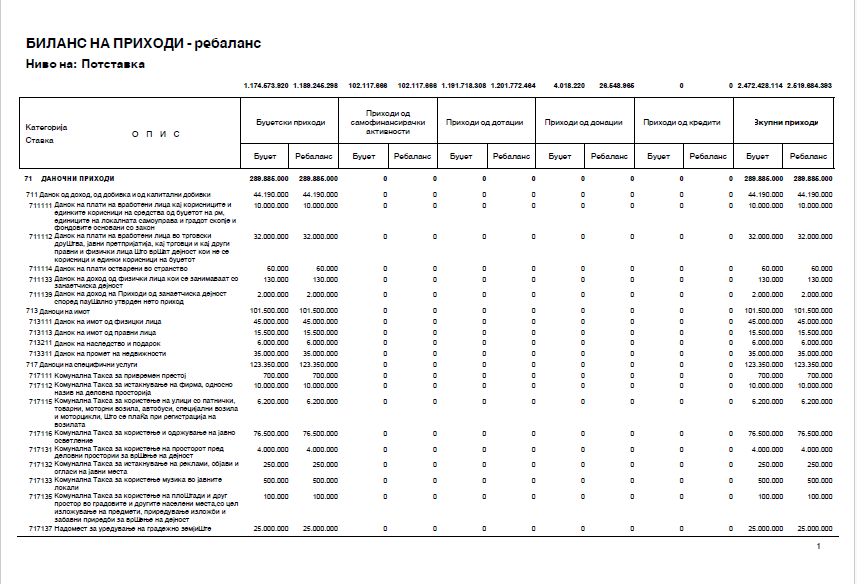 БИЛАНС НА ПРИХОДИ - ребаланс
Ниво на: Потставка
1.174.573.920 1.189.245.298 102.117.666 102.117.666 1.191.718.308 1.201.772.464 4.018.220 26.548.965 0 0 2.472.428.114 2.519.684.393
Категорија
Ставка
О П И С
Буџетски приходи
Приходи од самофинансирачки активности
Приходи од дотации
Приходи од донации
Приходи од кредити
Зкупни приходи
Буџет Ребаланс Буџет Ребаланс Буџет Ребаланс Буџет Ребаланс Буџет Ребаланс Буџет Ребаланс
71 ДАНОЧНИ ПРИХОДИ 289.885.000 289.885.000 0 0 0 0 0 0 0 0 289.885.000 289.885.000
711 Данок од доход, од добивка и од капитални добивки 44.190.000 44.190.000 0 0 0 0 0 0 0 0 44.190.000 44.190.000
711111 Данок на плати на вработени лица кај корисниците и 10.000.000 10.000.000 0 0 0 0 0 0 0 0 10.000.000 10.000.000
единките корисници на средства од буџетот на рм,
единиците на локалната самоуправа и градот скопје и
фондовите основани со закон
711112 Данок на плати на вработени лица во трговски 32.000.000 32.000.000 0 0 0 0 0 0 0 0 32.000.000 32.000.000
друШтва, јавни претпријатија, кај трговци и кај други
правни и физички лица Што врШат дејност кои не се
корисници и единки корисници на буџетот
711114 Данок на плати остварени во странство 60.000 60.000 0 0 0 0 0 0 0 0 60.000 60.000
711133 Данок на доход од физички лица кои се занимаваат со 130.000 130.000 0 0 0 0 0 0 0 0 130.000 130.000
занаетчиска дејност
711139 Данок на доход на Приходи од занаетчиска дејност 2.000.000 2.000.000 0 0 0 0 0 0 0 0 2.000.000 2.000.000
според пауШално утврден нето приход
713 Даноци на имот 101.500.000 101.500.000 0 0 0 0 0 0 0 0 101.500.000 101.500.000
713111 Данок на имот од физицки лица 45.000.000 45.000.000 0 0 0 0 0 0 0 0 45.000.000 45.000.000
713113 Данок на имот од правни лица 15.500.000 15.500.000 0 0 0 0 0 0 0 0 15.500.000 15.500.000
713211 Данок на наследство и подарок 6.000.000 6.000.000 0 0 0 0 0 0 0 0 6.000.000 6.000.000
713311 Данок на промет на недвижности 35.000.000 35.000.000 0 0 0 0 0 0 0 0 35.000.000 35.000.000
717 Даноци на специфични услуги 123.350.000 123.350.000 0 0 0 0 0 0 0 0 123.350.000 123.350.000
717111 Комунална Такса за привремен престој 700.000 700.000 0 0 0 0 0 0 0 0 700.000 700.000
717112 Комунална Такса за истакнување на фирма, односно 10.000.000 10.000.000 0 0 0 0 0 0 0 0 10.000.000 10.000.000
назив на деловна просторија
717115 Комунална Такса за користење на улици со патнички, 6.200.000 6.200.000 0 0 0 0 0 0 0 0 6.200.000 6.200.000
товарни, моторни возила, автобуси, специјални возила
и моторцикли, Што се плаЌа при регистрација на
возилата
717116 Комунална Такса за користење и одржување на јавно 76.500.000 76.500.000 0 0 0 0 0 0 0 0 76.500.000 76.500.000
осветление
717131 Комунална Такса за користење на просторот пред 4.000.000 4.000.000 0 0 0 0 0 0 0 0 4.000.000 4.000.000
деловни простории за врШење на дејност
717132 Комунална Такса за истакнување на реклами, објави и 250.000 250.000 0 0 0 0 0 0 0 0 250.000 250.000
огласи на јавни места
717133 Комунална Такса за користење музика во јавните 500.000 500.000 0 0 0 0 0 0 0 0 500.000 500.000
локали
717135 Комунална Такса за користење на плоШтади и друг 100.000 100.000 0 0 0 0 0 0 0 0 100.000 100.000
простор во градовите и другите населени места,со цел
изложување на предмети, приредување изложби и
забавни приредби за врШење на дејност
717137 Надомест за уредување на градежно земјиШте 25.000.000 25.000.000 0 0 0 0 0 0 0 0 25.000.000 25.000.000
1